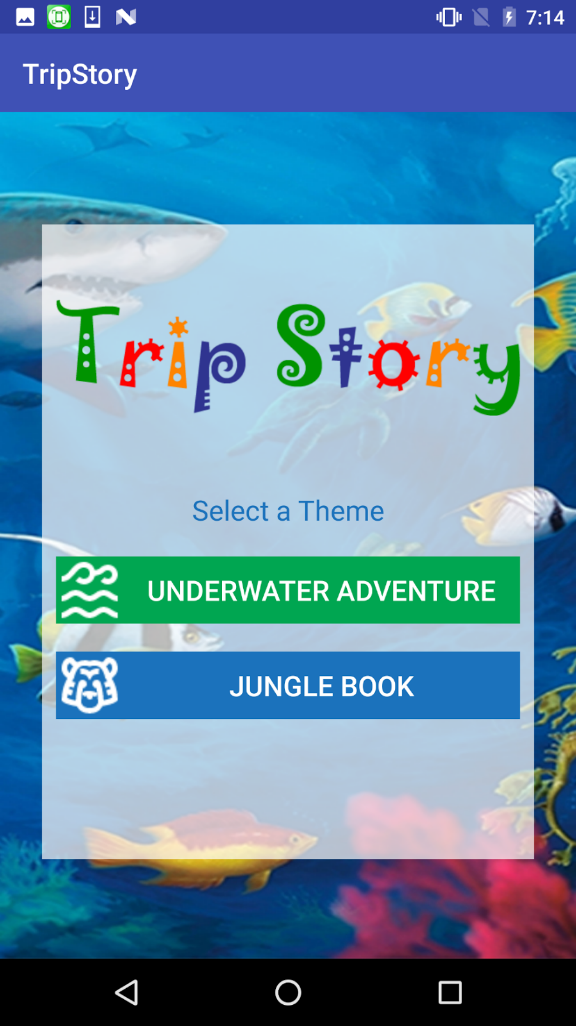 7:14
TripStory
Trip Story
Select a Theme
UNDERWATER ADVENTURE
JUNGLE BOOK